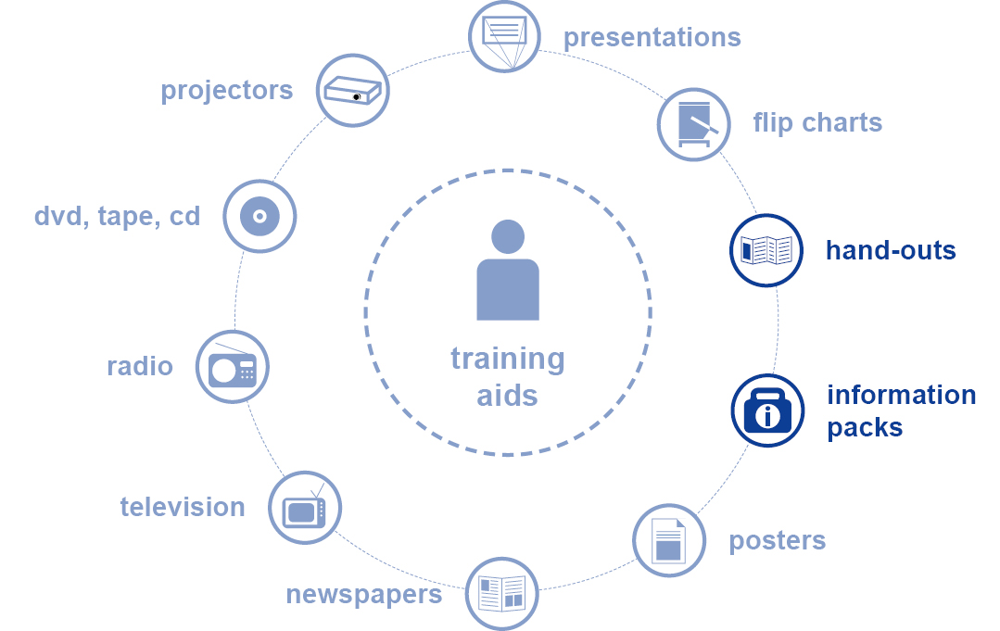 presentations
projectors
flip charts
dvd, tape, cd
hand-outs
training
aids
radio
information
packs
television
posters
newspapers